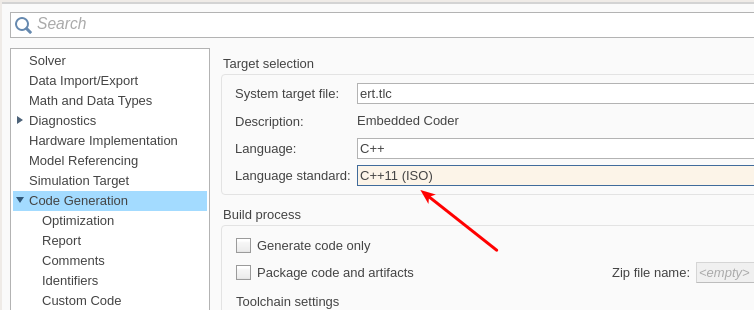 Search
Solver
Data Import/Export
Math and Data Types
Diagnostics
Hardware Implementation
Model Referencing
Simulation Target
Code Generation
Optimization
Report
Comments
Identifiers
Custom Code
Target selection
System target file: ert.tlc
Description: Embedded Coder
Language: C++
Language standard: C++11 (ISO)
Build process
Generate code only
Package code and artifacts Zip file name: <empty>
Toolchain settings